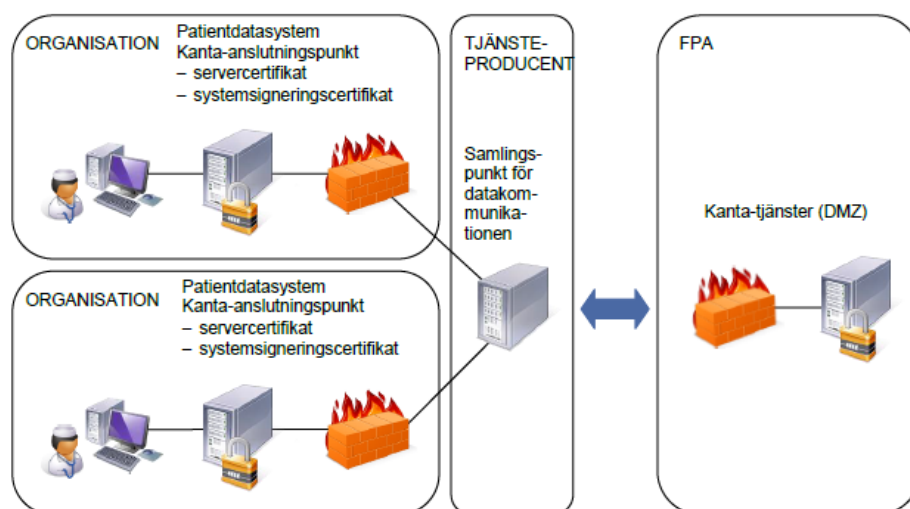 ORGANISATION
Patientdatasystem
Kanta-anslutningspunkt
– servercertifikat
– systemsigneringscertifikat
TJÄNSTE-
PRODUCENT
FPA
Samlings-
punkt för
datakom-
munika-
tionen
Kanta-tjänster (DMZ)
ORGANISATION
Patientdatasystem
Kanta-anslutningspunkt
– servercertifikat
– systemsigneringscertifikat